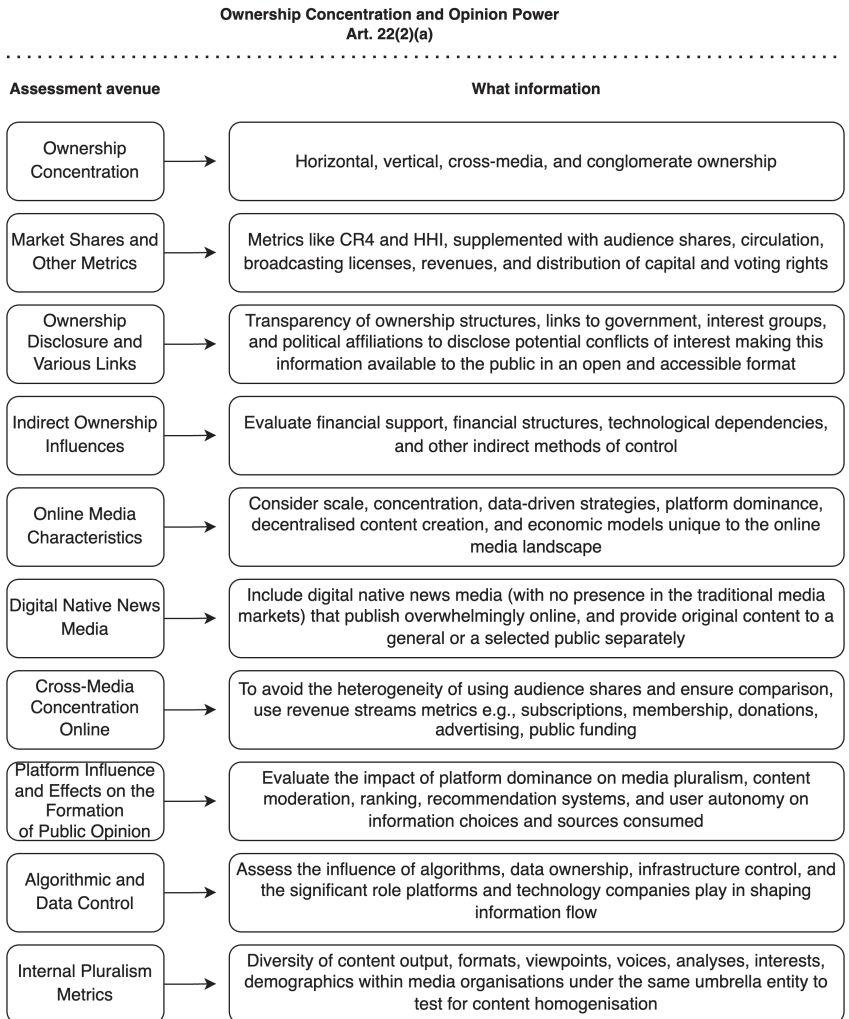 Ownership Concentration and Opinion Power
Art. 22(2)(a)
Assessment avenue
What information
Ownership
Concentration
Horizontal, vertical, cross-media, and conglomerate ownership
Market Shares and
Other Metrics
Metrics like CR4 and HHI, supplemented with audience shares, circulation,
broadcasting licenses, revenues, and distribution of capital and voting rights
Ownership
Disclosure and
Various Links
Transparency of ownership structures, links to government, interest groups,
and political affiliations to disclose potential conflicts of interest making this
information available to the public in an open and accessible format
Indirect Ownership
Influences
Evaluate financial support, financial structures, technological dependencies,
and other indirect methods of control
Online Media
Characteristics
Consider scale, concentration, data-driven strategies, platform dominance,
decentralised content creation, and economic models unique to the online
media landscape
Digital Native News
Media
Include digital native news media (with no presence in the traditional media
markets) that publish overwhelmingly online, and provide original content to a
general or a selected public separately
Cross-Media
Concentration
Online
To avoid the heterogeneity of using audience shares and ensure comparison,
use revenue streams metrics e.g., subscriptions, membership, donations,
advertising, public funding
Platform Influence
and Effects on the
Formation
of Public Opinion
Evaluate the impact of platform dominance on media pluralism, content
moderation, ranking, recommendation systems, and user autonomy on
information choices and sources consumed
Algorithmic and
Data Control
Assess the influence of algorithms, data ownership, infrastructure control, and
the significant role platforms and technology companies play in shaping
information flow
Internal Pluralism
Metrics
Diversity of content output, formats, viewpoints, voices, analyses, interests,
demographics within media organisations under the same umbrella entity to
test for content homogenisation